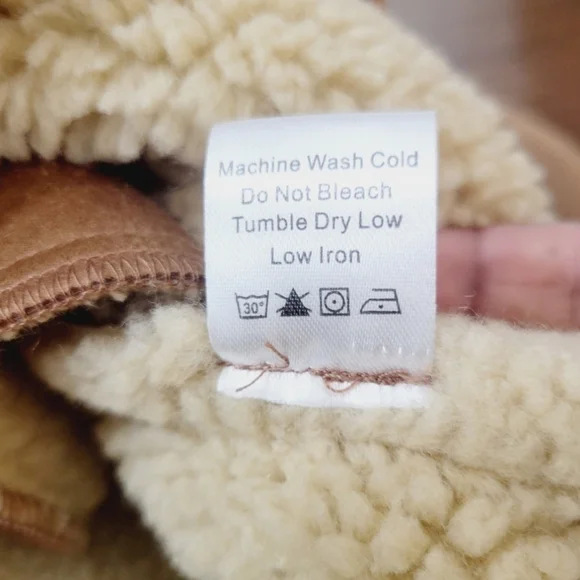 Machine Wash Cold
Do Not Bleach
Tumble Dry Low
Low Iron
30°